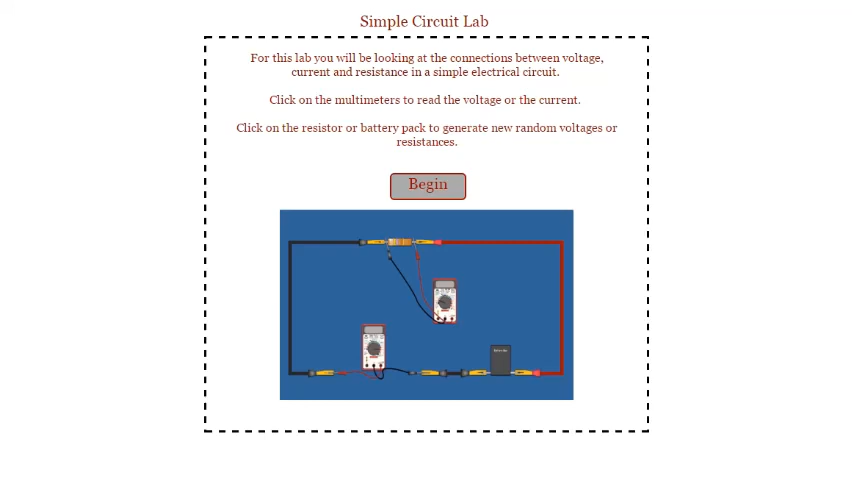 Simple Circuit Lab
For this lab you will be looking at the connections between voltage,
current and resistance in a simple electrical circuit.
Click on the multimeters to read the voltage or the current.
Click on the resistor or battery pack to generate new random voltages or
resistances.
Begin